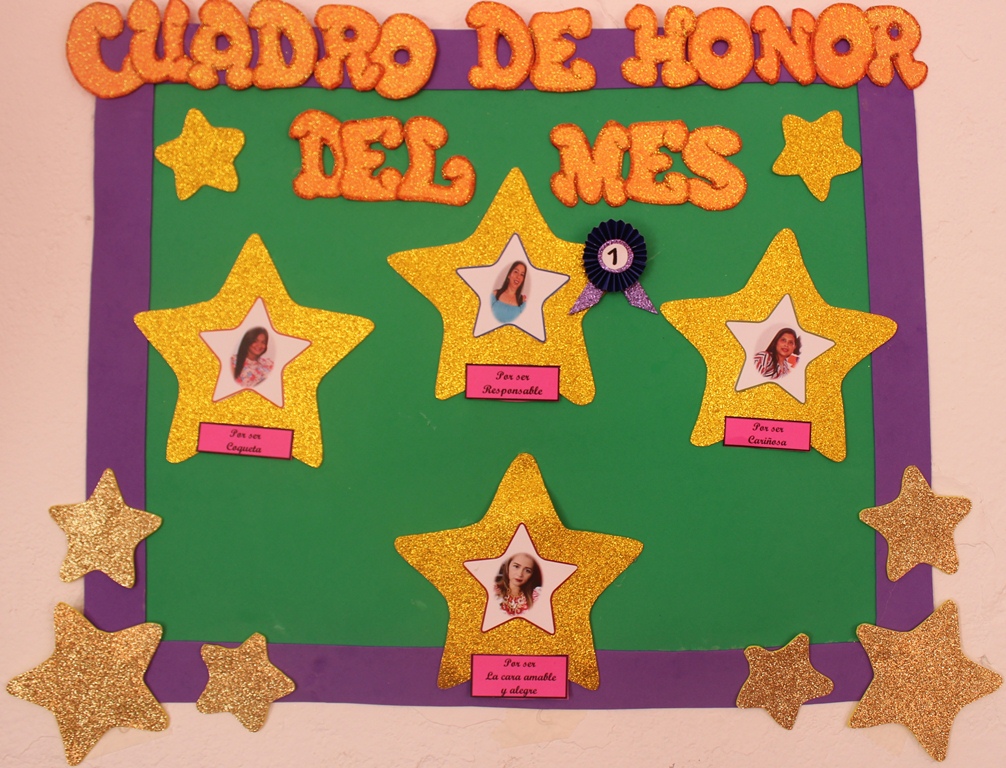 CUADRO DE HONOR
DEL MES
1
Por ser
Responsable
Por ser
Coqueta
Por ser
Cariñosa
Por ser
La cara amable
y alegre